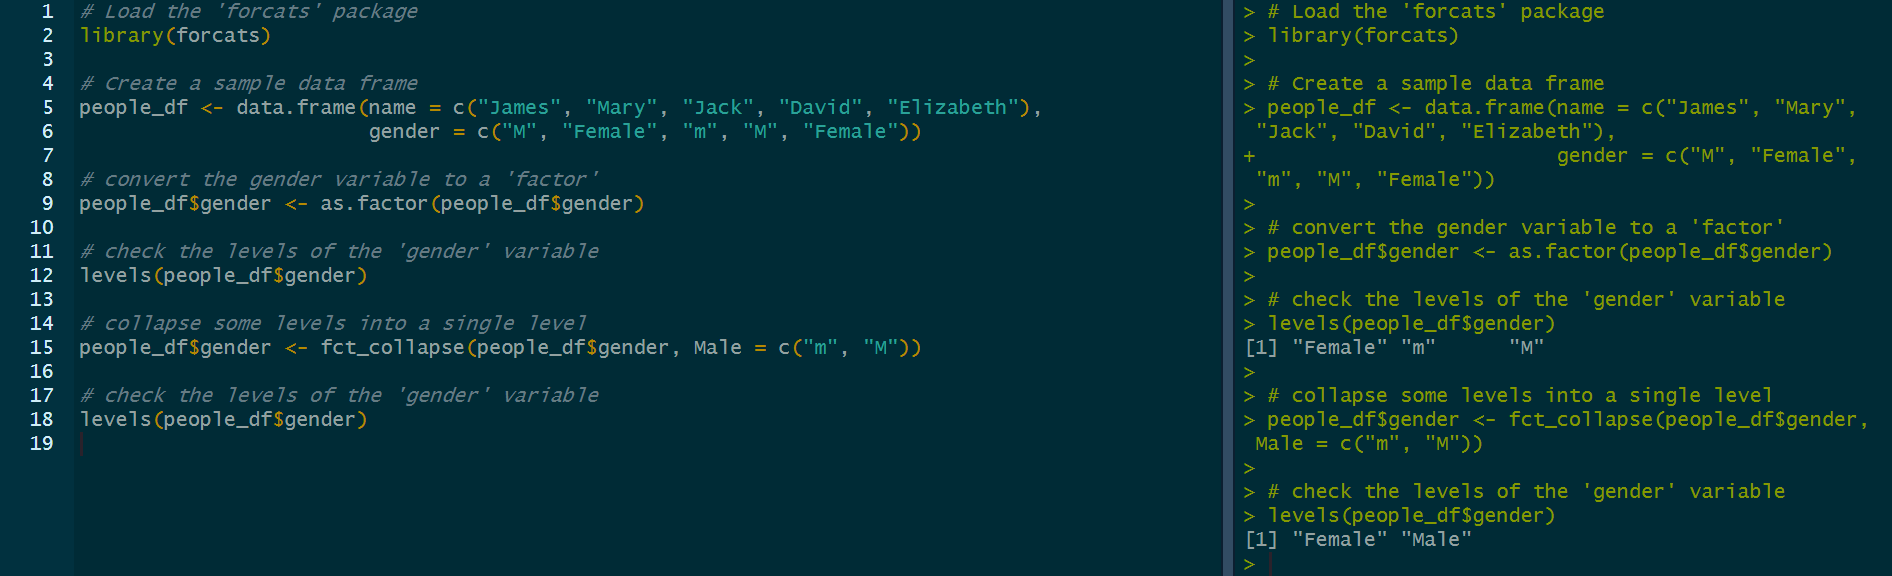 1 # Load the 'forcats' package
2 library(forcats)
3
4 # Create a sample data frame
5 people_df <- data.frame(name = c("James", "Mary", "Jack", "David", "Elizabeth"),
6                         gender = c("M", "Female", "m", "M", "Female"))
7
8 # convert the gender variable to a 'factor'
9 people_df$gender <- as.factor(people_df$gender)
10
11 # check the levels of the 'gender' variable
12 levels(people_df$gender)
13
14 # collapse some levels into a single level
15 people_df$gender <- fct_collapse(people_df$gender, Male = c("m", "M"))
16
17 # check the levels of the 'gender' variable
18 levels(people_df$gender)
19
> # Load the 'forcats' package
> library(forcats)
>
> # Create a sample data frame
> people_df <- data.frame(name = c("James", "Mary",
 "Jack", "David", "Elizabeth"),
+                         gender = c("M", "Female",
 "m", "M", "Female"))
>
> # convert the gender variable to a 'factor'
> people_df$gender <- as.factor(people_df$gender)
>
> # check the levels of the 'gender' variable
> levels(people_df$gender)
[1] "Female" "m"      "M"
>
> # collapse some levels into a single level
> people_df$gender <- fct_collapse(people_df$gender,
 Male = c("m", "M"))
>
> # check the levels of the 'gender' variable
> levels(people_df$gender)
[1] "Female" "Male"
>